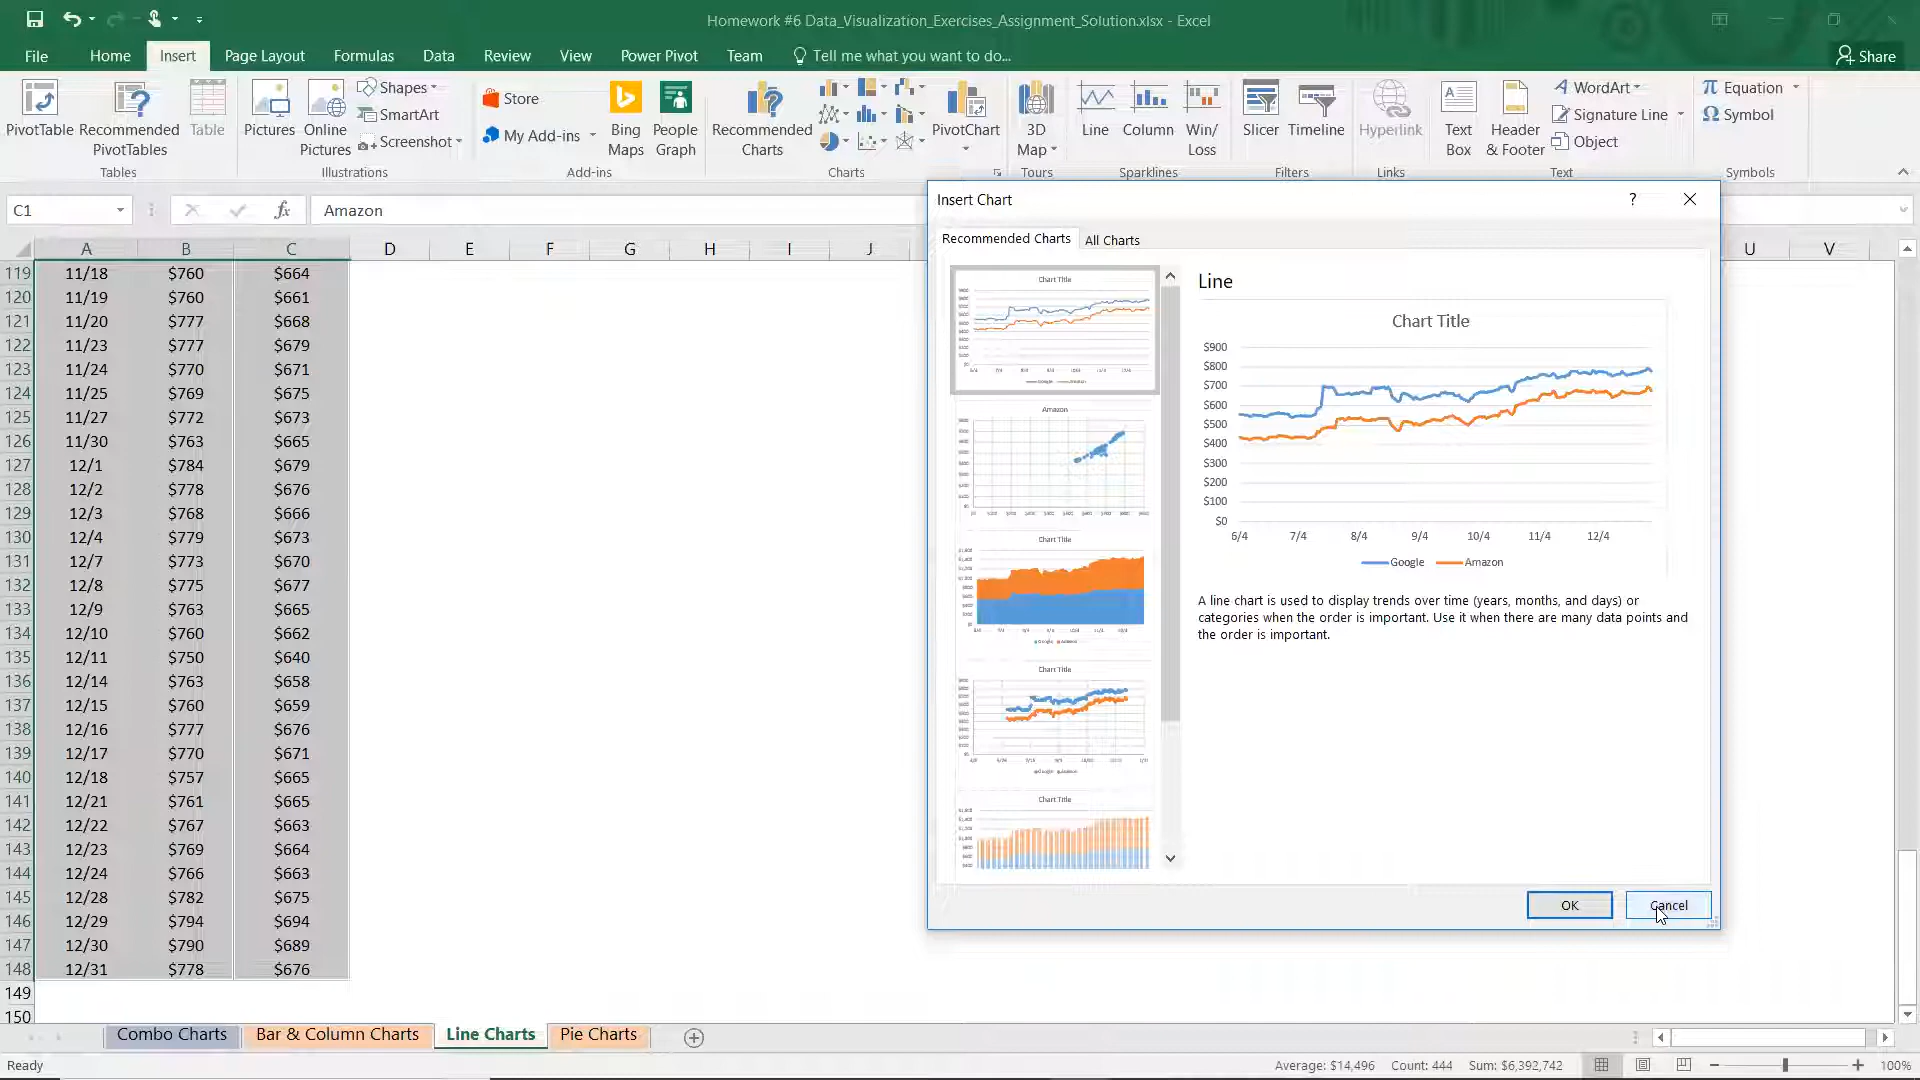 Homework #6 Data_Visualization_Exercises_Assignment_Solution.xlsx - Excel
File Home Insert Page Layout Formulas Data Review View Power Pivot Team Tell me what you want to do... Share
PivotTable Recommended PivotTables Table
Tables
Pictures Online Pictures Shapes SmartArt Screenshot
Illustrations
Store My Add-ins Bing Maps People Graph
Add-ins
Recommended Charts PivotChart
Charts
3D Map
Tours
Line Column Win/ Loss
Sparklines
Slicer Timeline
Filters
Hyperlink
Links
Text Box Header & Footer WordArt Signature Line Object
Text
Equation Symbol
Symbols
C1 fx Amazon
A B C D E F G H I J U V
119 11/18 $760 $664
120 11/19 $760 $661
121 11/20 $777 $668
122 11/23 $777 $679
123 11/24 $770 $671
124 11/25 $769 $675
125 11/27 $772 $673
126 11/30 $763 $665
127 12/1 $784 $679
128 12/2 $778 $676
129 12/3 $768 $666
130 12/4 $779 $673
131 12/7 $773 $670
132 12/8 $775 $677
133 12/9 $763 $665
134 12/10 $760 $662
135 12/11 $750 $640
136 12/14 $763 $658
137 12/15 $760 $659
138 12/16 $777 $676
139 12/17 $770 $671
140 12/18 $757 $665
141 12/21 $761 $665
142 12/22 $767 $663
143 12/23 $769 $664
144 12/24 $766 $663
145 12/28 $782 $675
146 12/29 $794 $694
147 12/30 $790 $689
148 12/31 $778 $676
149
150
Insert Chart ?
Recommended Charts All Charts
Chart Title
Amazon
Chart Title
Chart Title
Chart Title
Line
Chart Title
$900
$800
$700
$600
$500
$400
$300
$200
$100
$0
6/4 7/4 8/4 9/4 10/4 11/4 12/4
Google Amazon
A line chart is used to display trends over time (years, months, and days) or
categories when the order is important. Use it when there are many data points and
the order is important.
OK Cancel
Combo Charts Bar & Column Charts Line Charts Pie Charts
Ready Average: $14,496 Count: 444 Sum: $6,392,742 100%